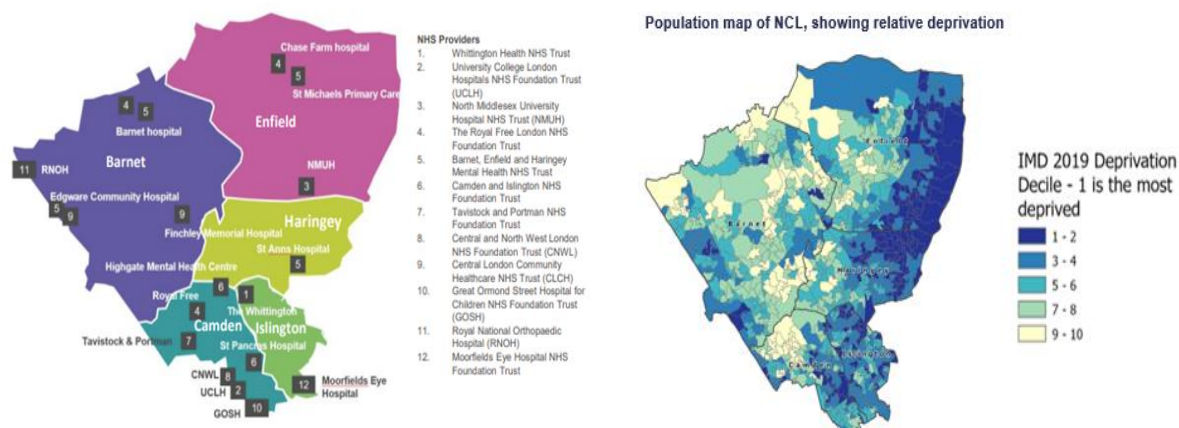 Chase Farm hospital
4
5
St Michaels Primary Care
Enfield
4
5
Barnet hospital
Barnet
11
RNOH
NMUH
3
Edgware Community Hospital
5
9
9
Haringey
Finchley Memorial Hospital
St Anns Hospital
5
Highgate Mental Health Centre
6
1
Royal Free
The Whittington
4
Camden
Islington
Tavistock & Portman
7
St Pancras Hospital
6
CNWL
8
UCLH
2
12
Moorfields Eye
Hospital
GOSH
10
NHS Providers
1. Whittington Health NHS Trust
2. University College London
Hospitals NHS Foundation Trust
(UCLH)
3. North Middlesex University
Hospital NHS Trust (NMUH)
4. The Royal Free London NHS
Foundation Trust
5. Barnet, Enfield and Haringey
Mental Health NHS Trust
6. Camden and Islington NHS
Foundation Trust
7. Tavistock and Portman NHS
Foundation Trust
8. Central and North West London
NHS Foundation Trust (CNWL)
9. Central London Community
Healthcare NHS Trust (CLCH)
10. Great Ormond Street Hospital for
Children NHS Foundation Trust
(GOSH)
11. Royal National Orthopaedic
Hospital (RNOH)
12. Moorfields Eye Hospital NHS
Foundation Trust
Population map of NCL, showing relative deprivation
Enfield
Barnet
Haringey
Islington
Camden
IMD 2019 Deprivation
Decile - 1 is the most
deprived
1 - 2
3 - 4
5 - 6
7 - 8
9 - 10